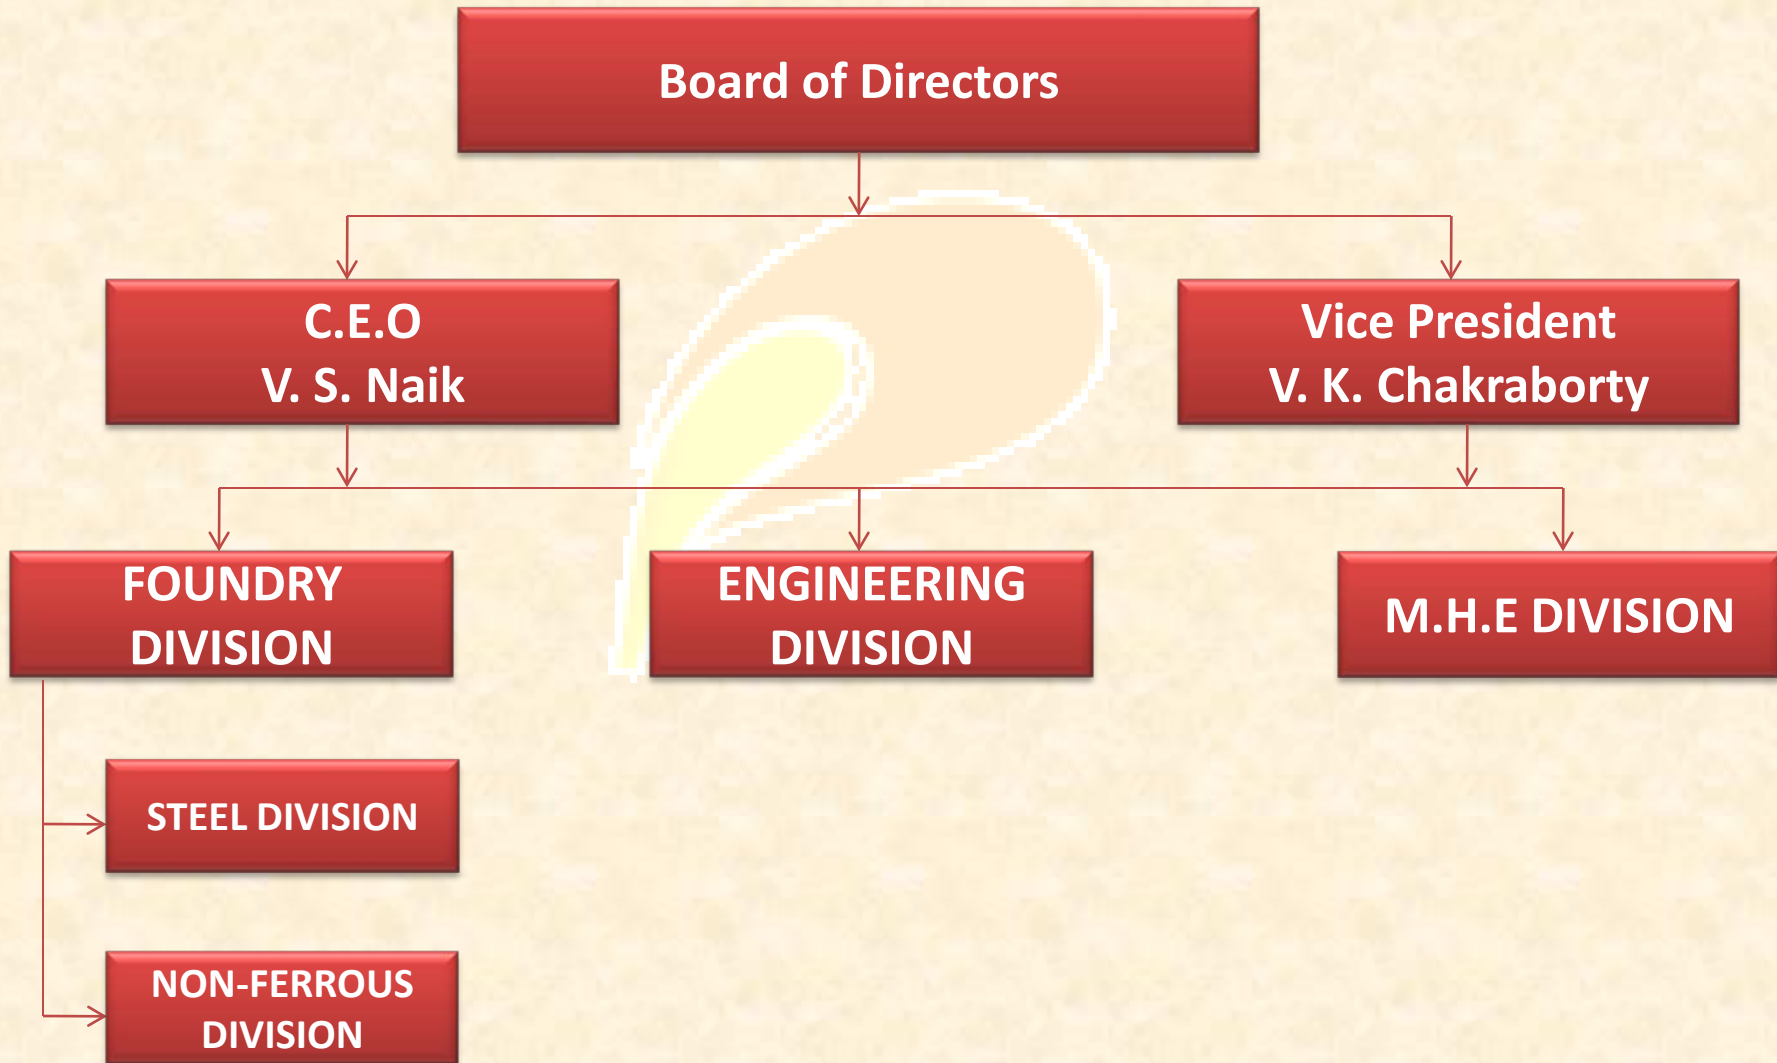 Board of Directors
C.E.O
V. S. Naik
Vice President
V. K. Chakraborty
FOUNDRY
DIVISION
ENGINEERING
DIVISION
M.H.E DIVISION
STEEL DIVISION
NON-FERROUS
DIVISION